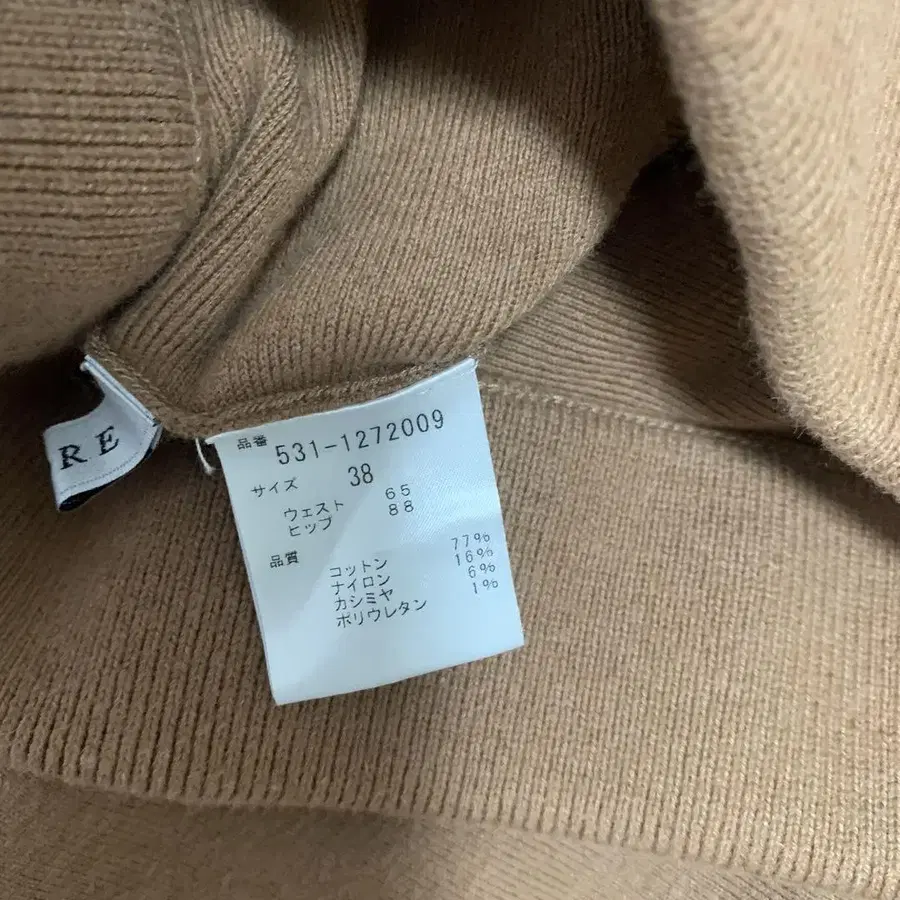 RE
品番 531-1272009
サイズ 38
ウェスト 65
ヒップ 88
品質
コットン 77%
ナイロン 16%
カシミヤ 6%
ポリウレタン 1%